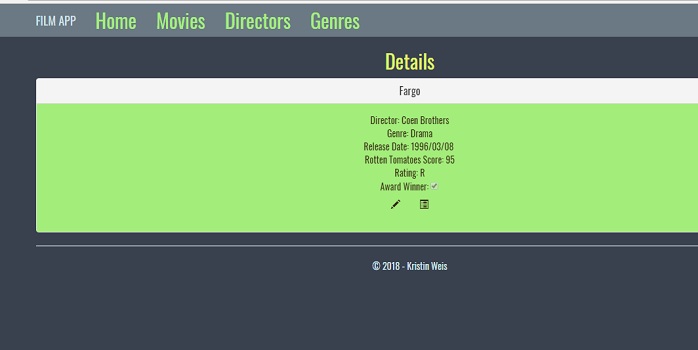 FILM APP Home Movies Directors Genres
Details
Fargo
Director: Coen Brothers
Genre: Drama
Release Date: 1996/03/08
Rotten Tomatoes Score: 95
Rating: R
Award Winner:
© 2018 - Kristin Weis